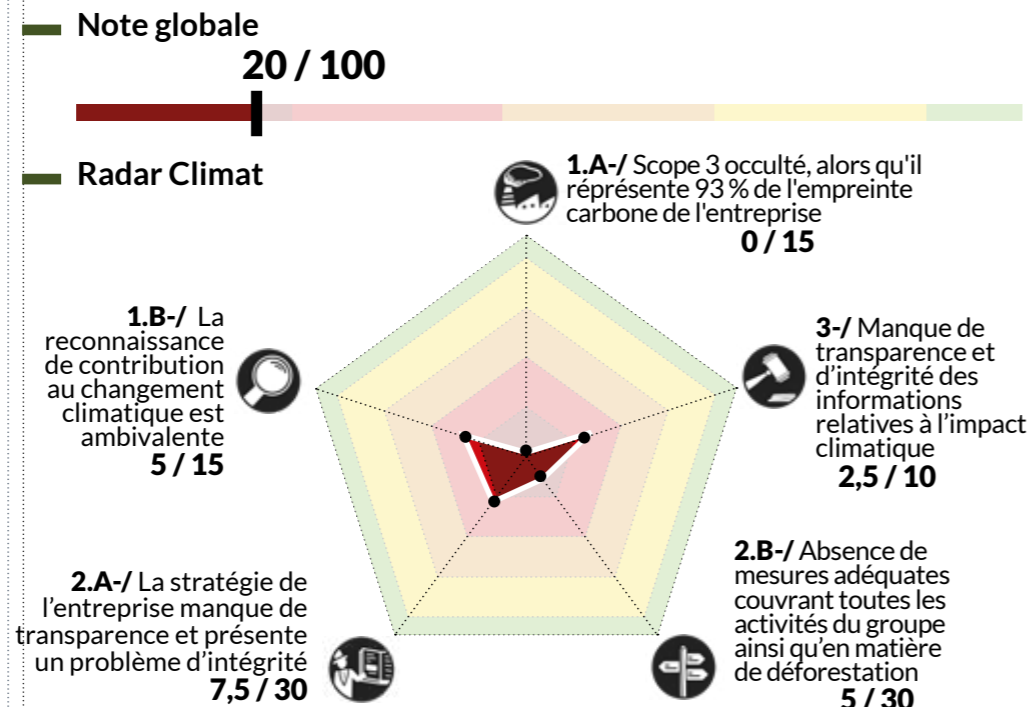 Note globale
20 / 100
Radar Climat
1.A-/ Scope 3 occulté, alors qu'il
réprésente 93 % de l'empreinte
carbone de l'entreprise
0 / 15
1.B-/ La
reconnaissance
de contribution
au changement
climatique est
ambivalente
5 / 15
3-/ Manque de
transparence et
d’intégrité des
informations
relatives à l’impact
climatique
2,5 / 10
2.A-/ La stratégie de
l’entreprise manque de
transparence et présente
un problème d’intégrité
7,5 / 30
2.B-/ Absence de
mesures adéquates
couvrant toutes les
activités du groupe
ainsi qu’en matière
de déforestation
5 / 30